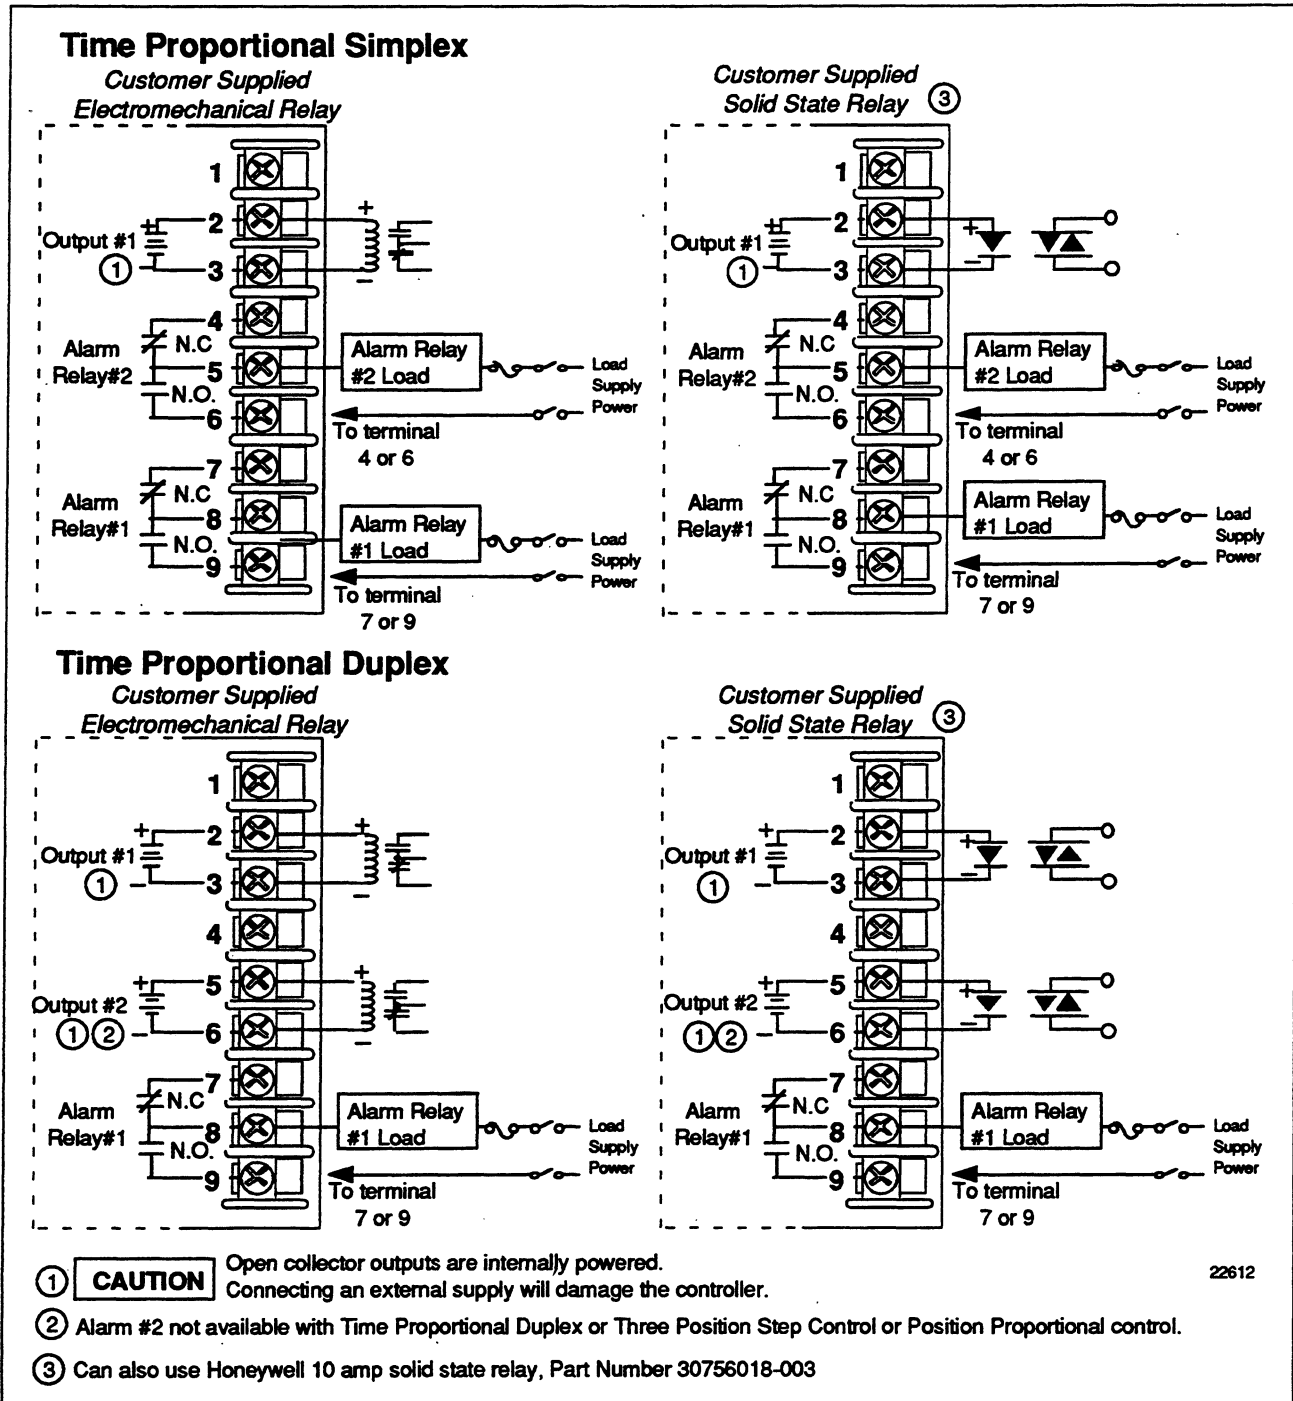 Time Proportional Simplex
Customer Supplied
Electromechanical Relay
1
2
+
Output #1
1
−
3
+
−
4
N.C
Alarm
Relay#2
5
N.O.
6
Alarm Relay
#2 Load
Load
Supply
Power
To terminal
4 or 6
7
N.C
Alarm
Relay#1
8
N.O.
9
Alarm Relay
#1 Load
Load
Supply
Power
To terminal
7 or 9
Customer Supplied
Solid State Relay 3
1
2
+
Output #1
1
−
3
+
−
4
N.C
Alarm
Relay#2
5
N.O.
6
Alarm Relay
#2 Load
Load
Supply
Power
To terminal
4 or 6
7
N.C
Alarm
Relay#1
8
N.O.
9
Alarm Relay
#1 Load
Load
Supply
Power
To terminal
7 or 9
Time Proportional Duplex
Customer Supplied
Electromechanical Relay
1
2
+
Output #1
1
−
3
+
−
4
5
+
Output #2
1 2
−
6
+
−
7
N.C
Alarm
Relay#1
8
N.O.
9
Alarm Relay
#1 Load
Load
Supply
Power
To terminal
7 or 9
Customer Supplied
Solid State Relay 3
1
2
+
Output #1
1
−
3
+
−
4
5
+
Output #2
1 2
−
6
+
−
7
N.C
Alarm
Relay#1
8
N.O.
9
Alarm Relay
#1 Load
Load
Supply
Power
To terminal
7 or 9
1 CAUTION Open collector outputs are internally powered.
Connecting an external supply will damage the controller.
22612
2 Alarm #2 not available with Time Proportional Duplex or Three Position Step Control or Position Proportional control.
3 Can also use Honeywell 10 amp solid state relay, Part Number 30756018-003